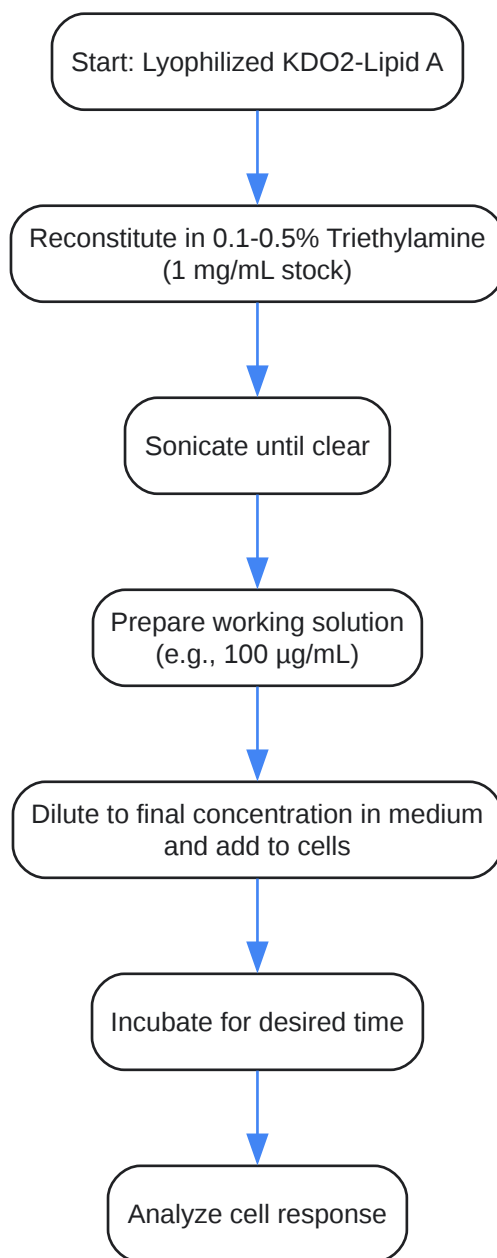 Start: Lyophilized KDO2-Lipid A
Reconstitute in 0.1-0.5% Triethylamine
(1 mg/mL stock)
Sonicate until clear
Prepare working solution
(e.g., 100 µg/mL)
Dilute to final concentration in medium
and add to cells
Incubate for desired time
Analyze cell response